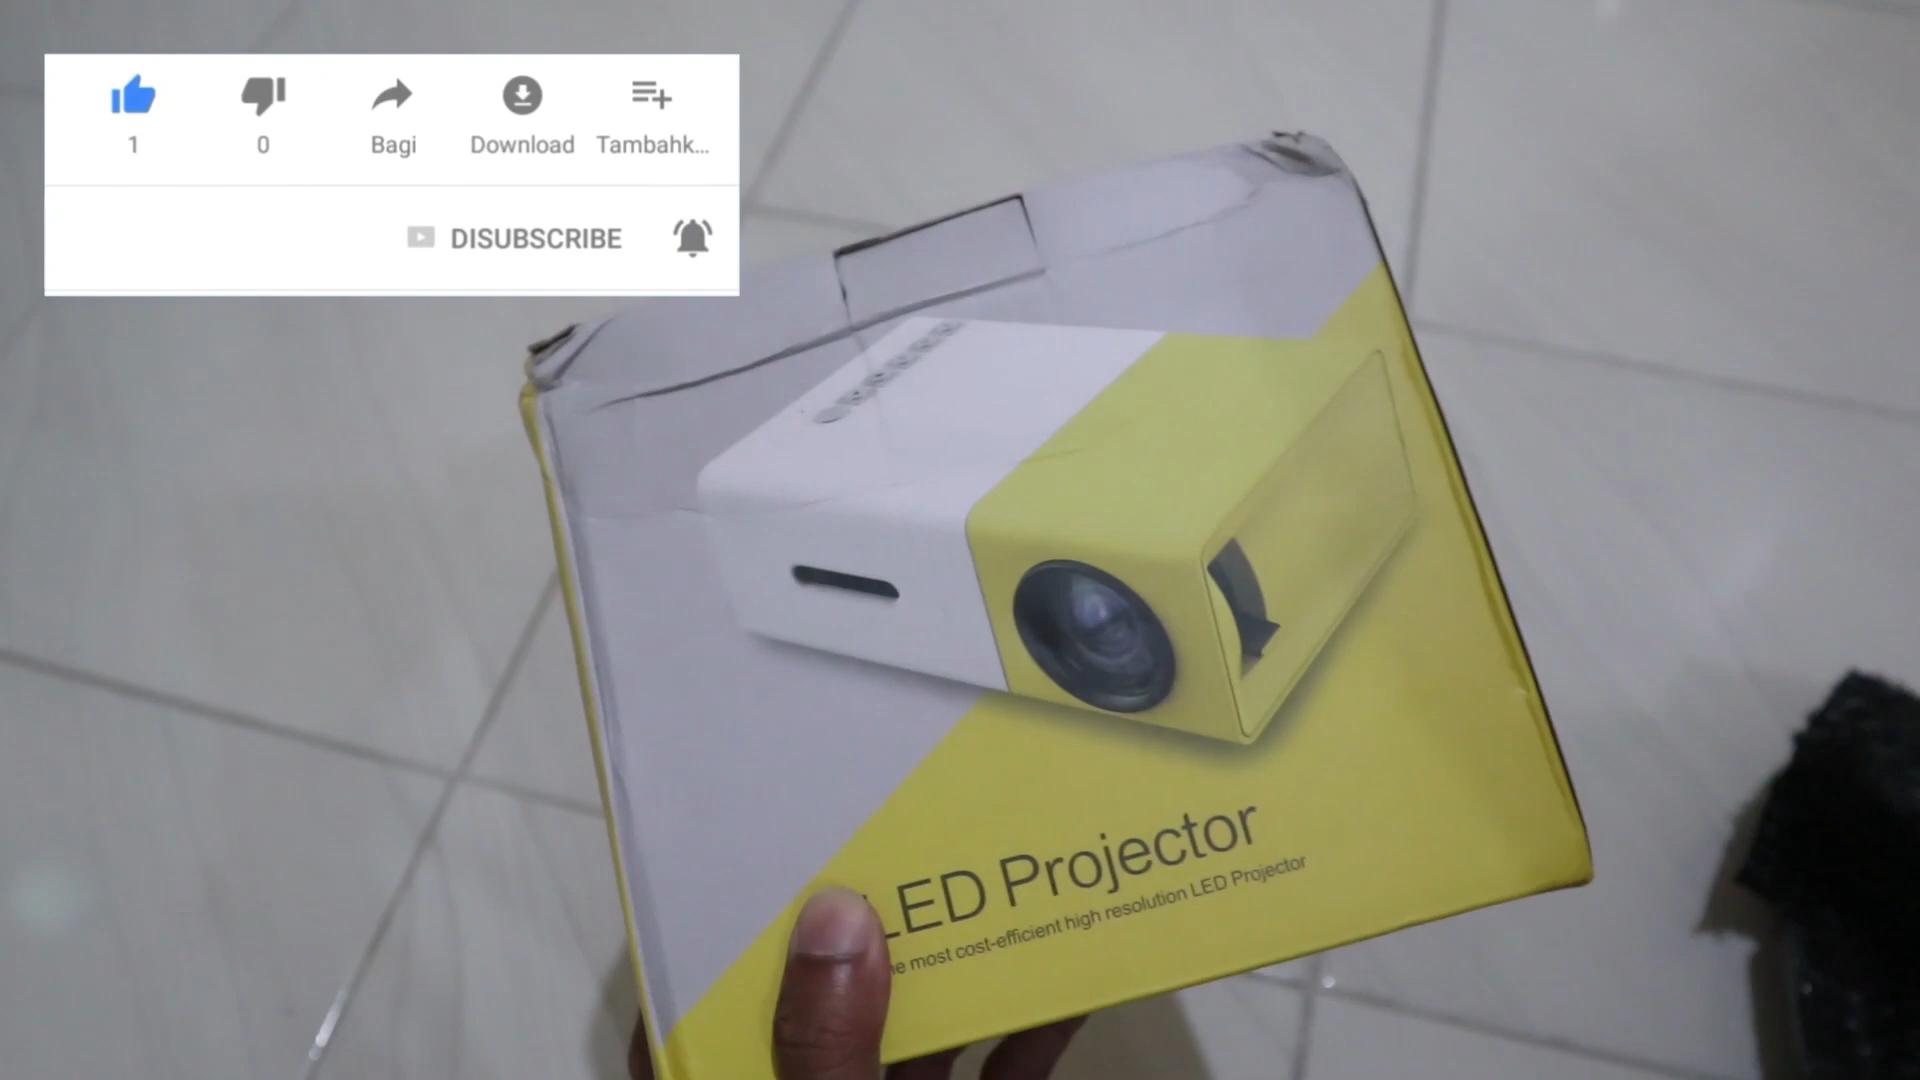 1 0 Bagi Download Tambahk...
DISUBSCRIBE
LED Projector
most cost-efficient high resolution LED Projector